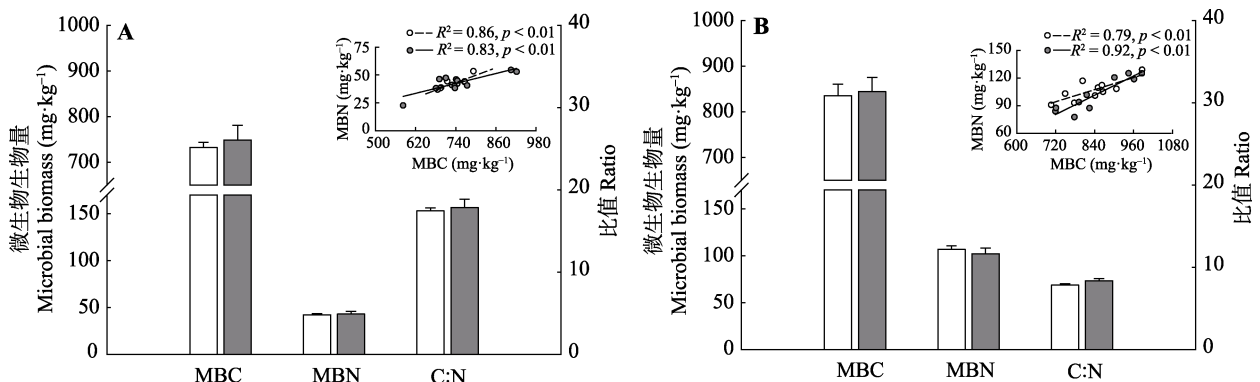 A
微生物生物量
Microbial biomass (mg·kg⁻¹)
1000
900
800
700
150
100
50
0
MBC
MBN
C:N
40
30
20
10
0
比值 Ratio
R² = 0.86, p < 0.01
R² = 0.83, p < 0.01
MBN (mg·kg⁻¹)
75
50
25
0
500
620
740
860
980
MBC (mg·kg⁻¹)
B
微生物生物量
Microbial biomass (mg·kg⁻¹)
1000
900
800
700
150
100
50
0
MBC
MBN
C:N
40
30
20
10
0
比值 Ratio
R² = 0.79, p < 0.01
R² = 0.92, p < 0.01
MBN (mg·kg⁻¹)
150
120
90
60
600
720
840
960
1080
MBC (mg·kg⁻¹)